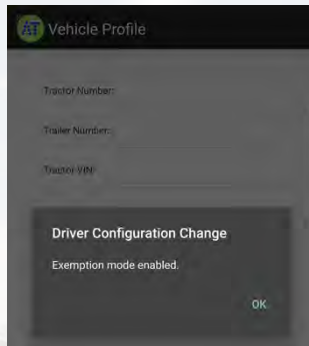 AT Vehicle Profile
Tractor Number:
Trailer Number:
Tractor VIN:
Driver Configuration Change
Exemption mode enabled.
OK